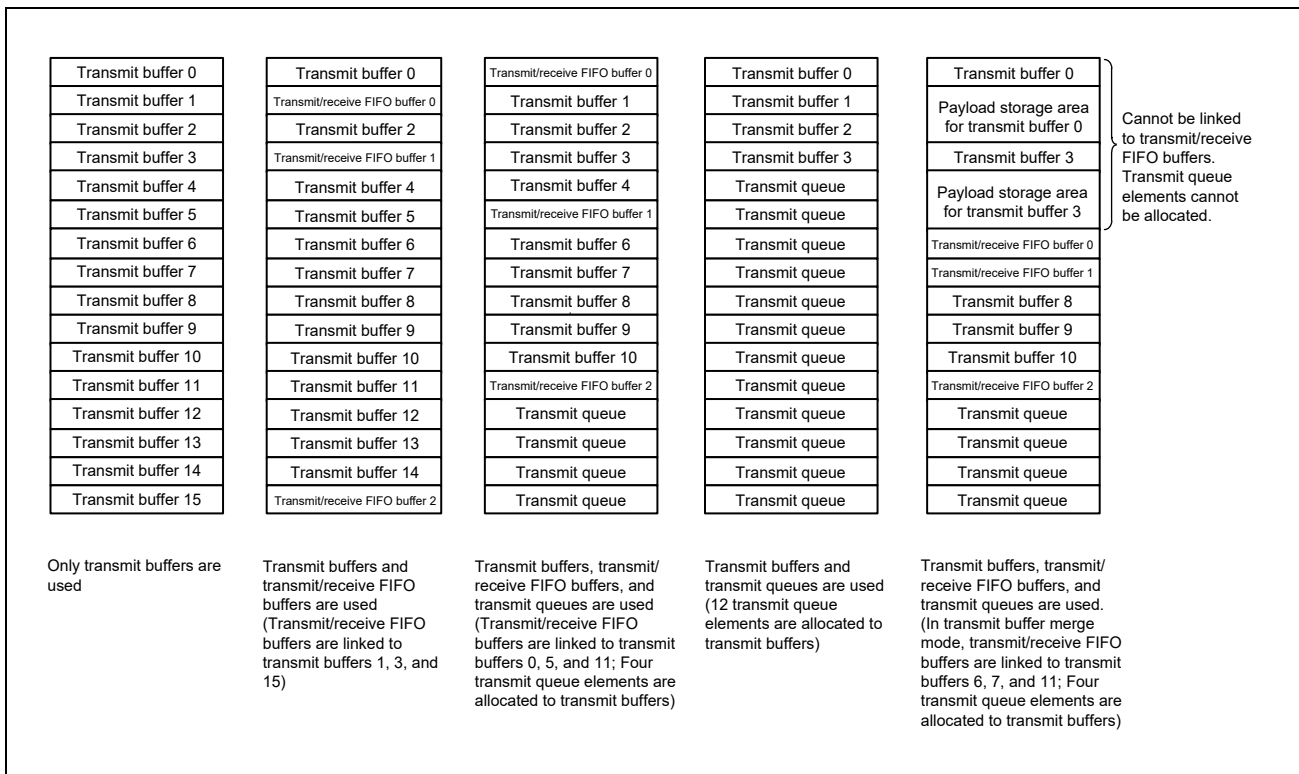 Transmit buffer 0
Transmit buffer 1
Transmit buffer 2
Transmit buffer 3
Transmit buffer 4
Transmit buffer 5
Transmit buffer 6
Transmit buffer 7
Transmit buffer 8
Transmit buffer 9
Transmit buffer 10
Transmit buffer 11
Transmit buffer 12
Transmit buffer 13
Transmit buffer 14
Transmit buffer 15
Only transmit buffers are
used
Transmit buffer 0
Transmit/receive FIFO buffer 0
Transmit buffer 2
Transmit/receive FIFO buffer 1
Transmit buffer 4
Transmit buffer 5
Transmit buffer 6
Transmit buffer 7
Transmit buffer 8
Transmit buffer 9
Transmit buffer 10
Transmit buffer 11
Transmit buffer 12
Transmit buffer 13
Transmit buffer 14
Transmit/receive FIFO buffer 2
Transmit buffers and
transmit/receive FIFO
buffers are used
(Transmit/receive FIFO
buffers are linked to
transmit buffers 1, 3, and
15)
Transmit/receive FIFO buffer 0
Transmit buffer 1
Transmit buffer 2
Transmit buffer 3
Transmit buffer 4
Transmit/receive FIFO buffer 1
Transmit buffer 6
Transmit buffer 7
Transmit buffer 8
Transmit buffer 9
Transmit buffer 10
Transmit/receive FIFO buffer 2
Transmit queue
Transmit queue
Transmit queue
Transmit queue
Transmit buffers, transmit/
receive FIFO buffers, and
transmit queues are used
(Transmit/receive FIFO
buffers are linked to transmit
buffers 0, 5, and 11; Four
transmit queue elements are
allocated to transmit buffers)
Transmit buffer 0
Transmit buffer 1
Transmit buffer 2
Transmit buffer 3
Transmit queue
Transmit queue
Transmit queue
Transmit queue
Transmit queue
Transmit queue
Transmit queue
Transmit queue
Transmit queue
Transmit queue
Transmit queue
Transmit queue
Transmit buffers and
transmit queues are used
(12 transmit queue
elements are allocated to
transmit buffers)
Transmit buffer 0
Payload storage area
for transmit buffer 0
Transmit buffer 3
Payload storage area
for transmit buffer 3
Transmit/receive FIFO buffer 0
Transmit/receive FIFO buffer 1
Transmit buffer 8
Transmit buffer 9
Transmit buffer 10
Transmit/receive FIFO buffer 2
Transmit queue
Transmit queue
Transmit queue
Transmit queue
Transmit buffers, transmit/
receive FIFO buffers, and
transmit queues are used.
(In transmit buffer merge
mode, transmit/receive FIFO
buffers are linked to transmit
buffers 6, 7, and 11; Four
transmit queue elements are
allocated to transmit buffers)
Cannot be linked
to transmit/receive
FIFO buffers.
Transmit queue
elements cannot
be allocated.